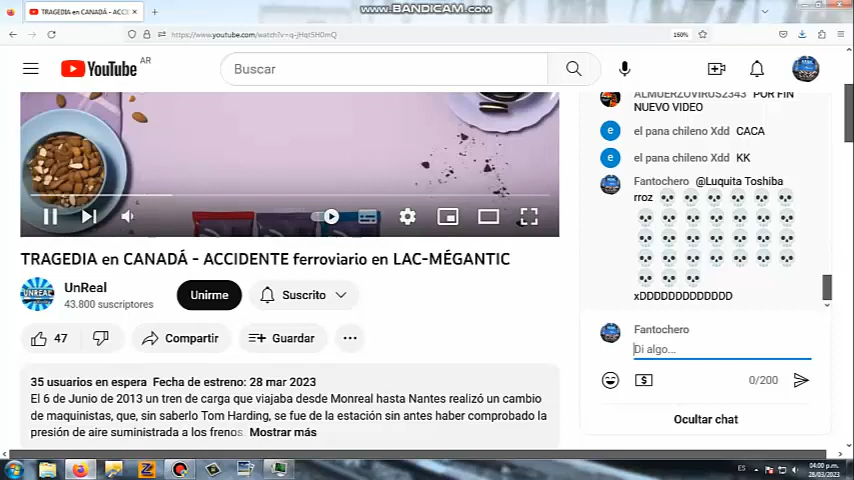 www.BANDICAM.com
TRAGEDIA en CANADÁ - ACCIE
https://www.youtube.com/watch?v=q-jHqt5H0mQ
160%
YouTube AR
Buscar
ALMUERZOVIRUS2343 POR FIN
NUEVO VIDEO
e el pana chileno Xdd CACA
e el pana chileno Xdd KK
Fantochero @Luquita Toshiba
rroz 💀💀💀💀💀💀
💀💀💀💀💀💀💀
💀💀💀💀💀💀💀
💀💀💀💀💀💀💀
💀💀💀
xDDDDDDDDDDDDD
TRAGEDIA en CANADÁ - ACCIDENTE ferroviario en LAC-MÉGANTIC
UNREAL
UnReal
43.800 suscriptores
Unirme
Suscrito
47
Compartir
Guardar
Fantochero
Di algo...
0/200
Ocultar chat
35 usuarios en espera Fecha de estreno: 28 mar 2023
El 6 de Junio de 2013 un tren de carga que viajaba desde Monreal hasta Nantes realizó un cambio
de maquinistas, que, sin saberlo Tom Harding, se fue de la estación sin antes haber comprobado la
presión de aire suministrada a los frenos. Mostrar más
ES
04:00 p.m.
28/03/2023